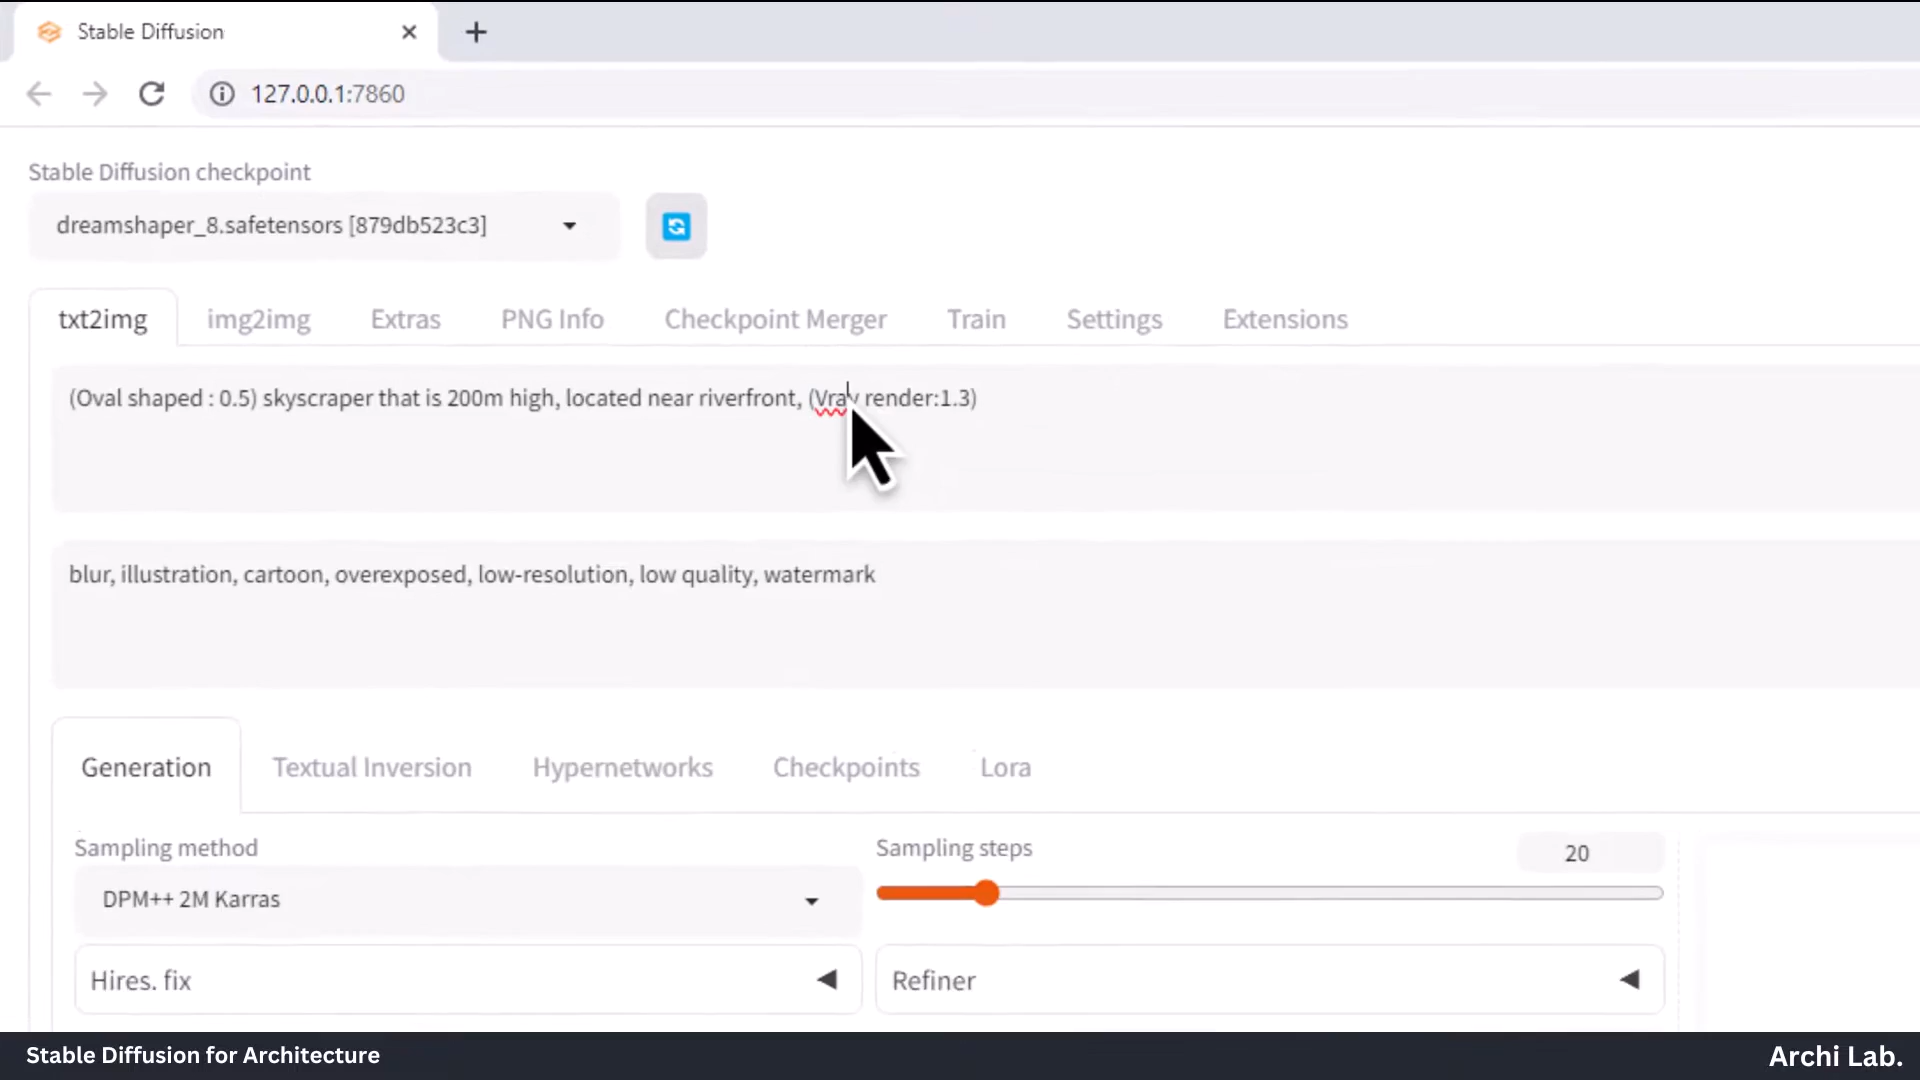 Stable Diffusion
127.0.0.1:7860
Stable Diffusion checkpoint
dreamshaper_8.safetensors [879db523c3]
txt2img img2img Extras PNG Info Checkpoint Merger Train Settings Extensions
(Oval shaped : 0.5) skyscraper that is 200m high, located near riverfront, (Vray render:1.3)
blur, illustration, cartoon, overexposed, low-resolution, low quality, watermark
Generation Textual Inversion Hypernetworks Checkpoints Lora
Sampling method Sampling steps 20
DPM++ 2M Karras
Hires. fix Refiner
Stable Diffusion for Architecture Archi Lab.